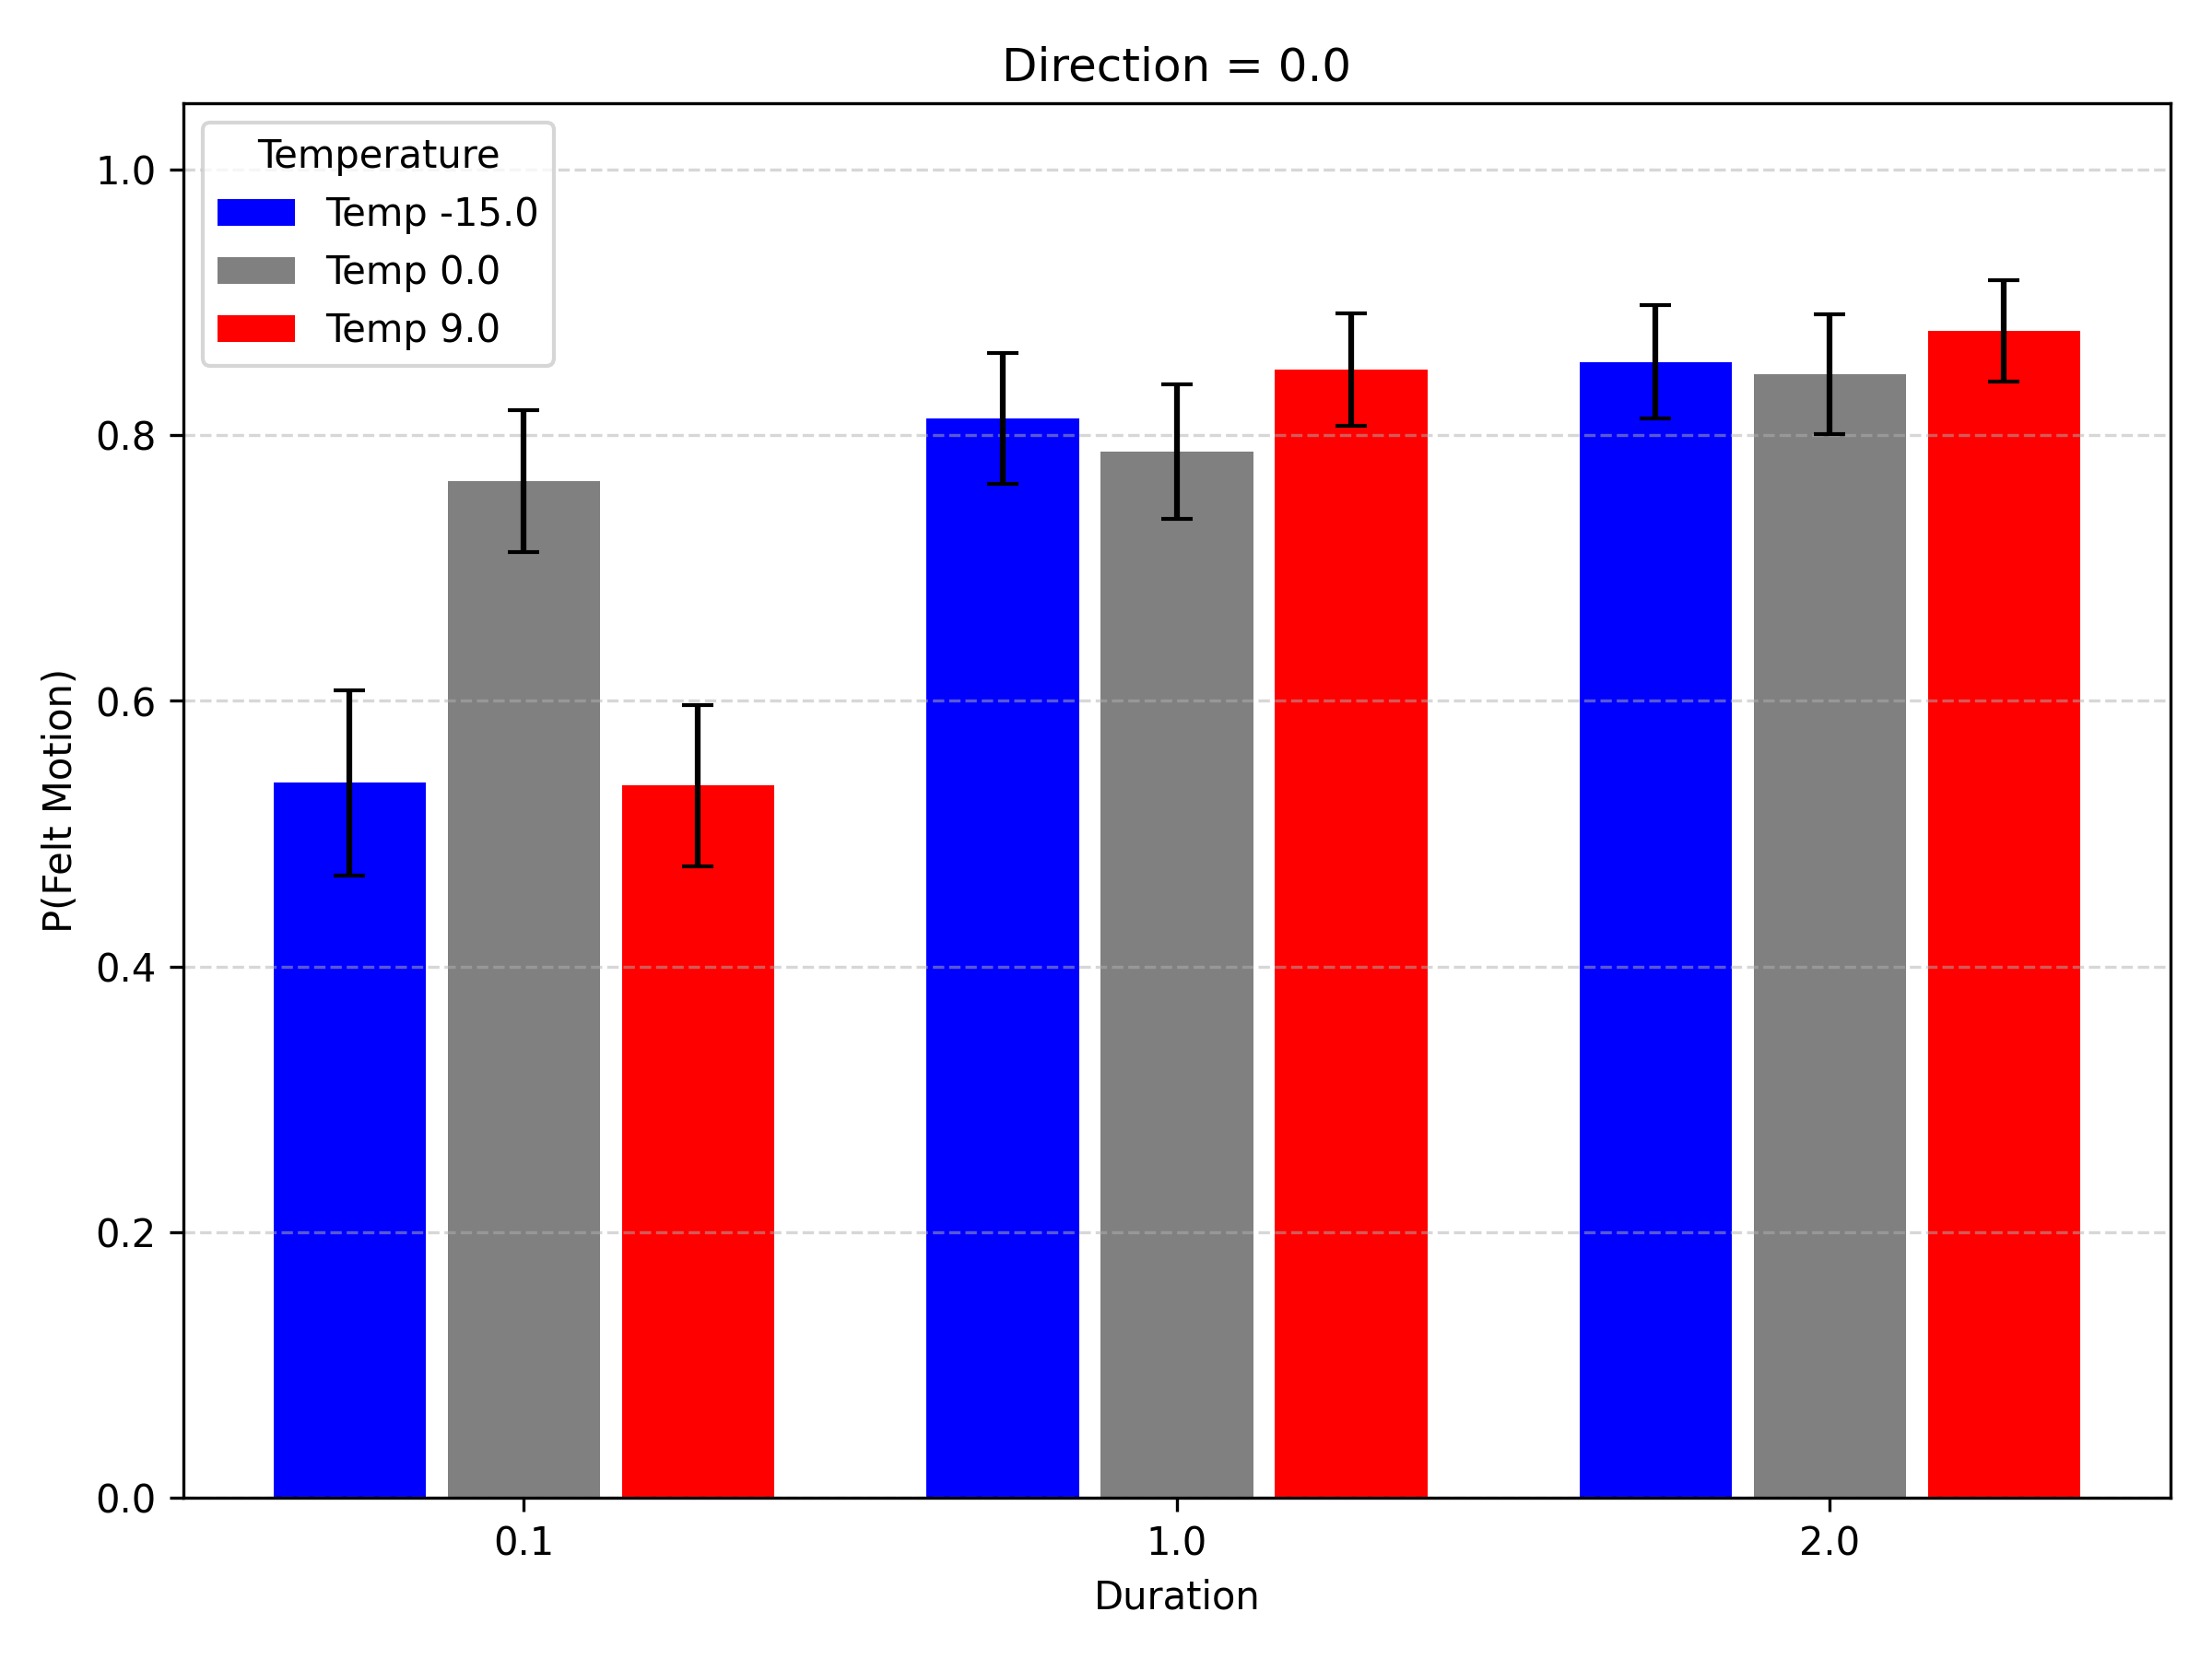 Direction = 0.0
Temperature
Temp -15.0
Temp 0.0
Temp 9.0
P(Felt Motion)
1.0
0.8
0.6
0.4
0.2
0.0
0.1
1.0
2.0
Duration